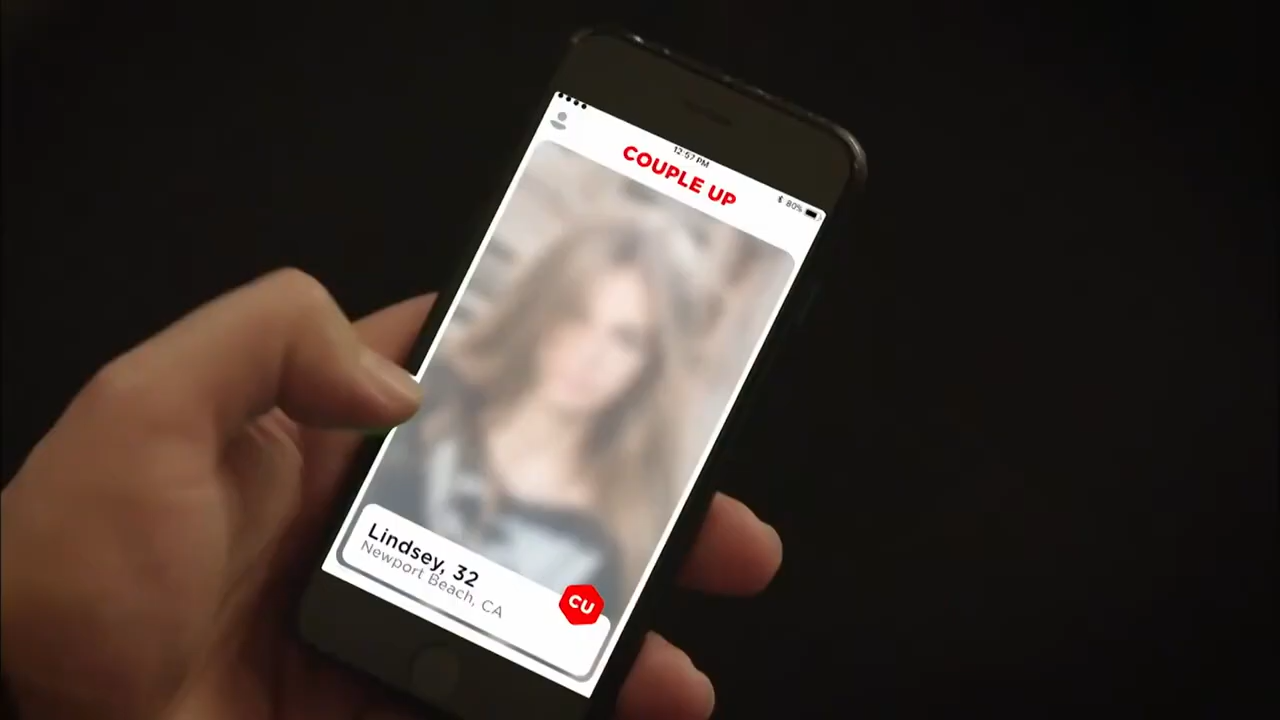 12:57 PM
80%
COUPLE UP
Lindsey, 32
Newport Beach, CA
CU